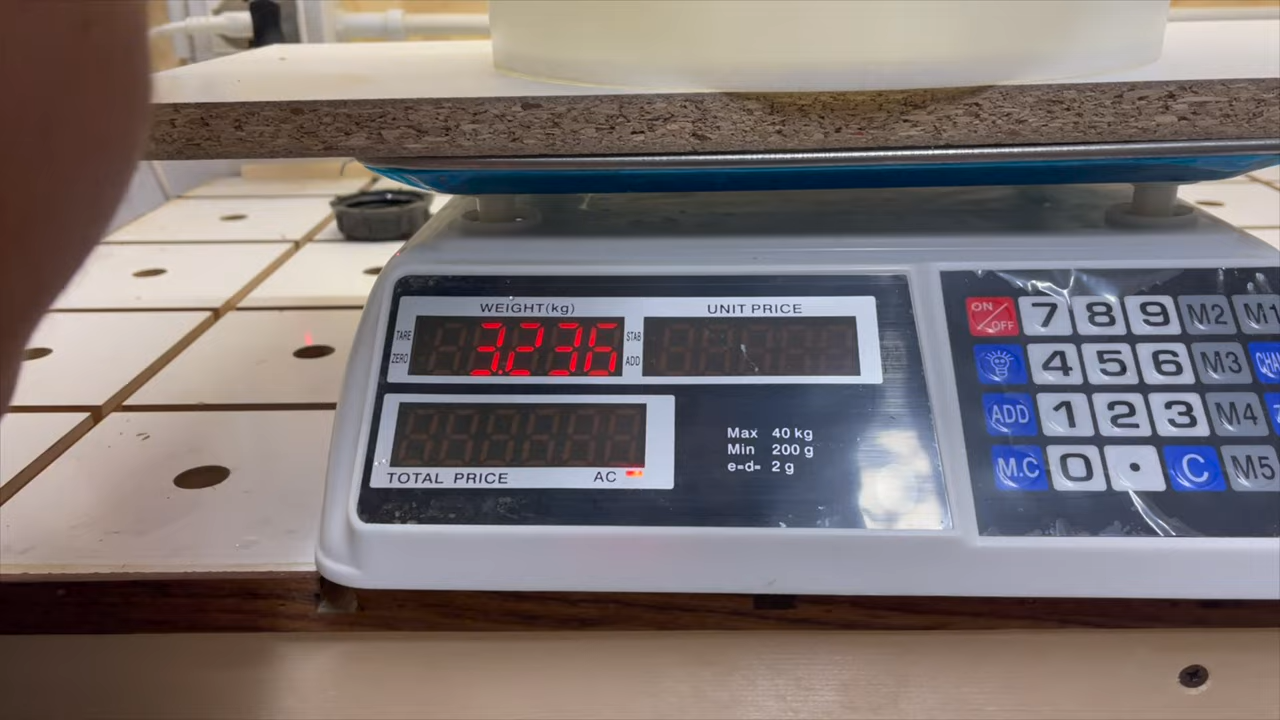 WEIGHT(kg) UNIT PRICE
TARE 3.236 STAB
ZERO ADD
TOTAL PRICE AC
Max 40 kg
Min 200 g
e=d= 2 g
ON/OFF 7 8 9 M2 M1
4 5 6 M3 CHA
ADD 1 2 3 M4
M.C 0 . C M5